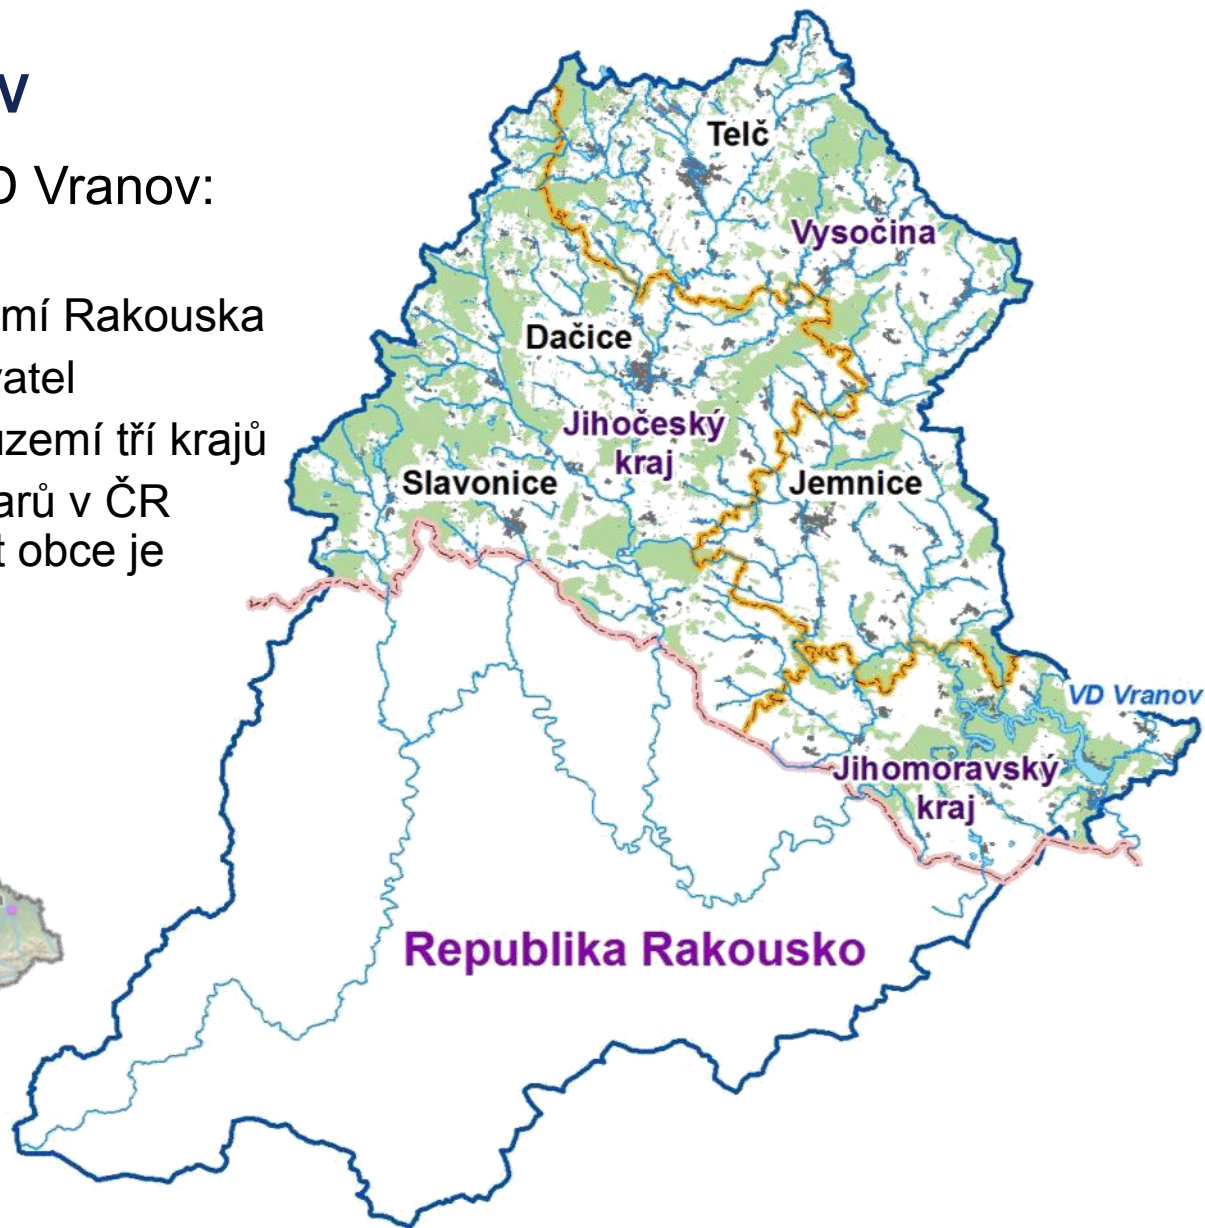 v
D Vranov:
mí Rakouska
vatel
území tří krajů
arů v ČR
t obce je
Telč
Vysočina
Dačice
Jihočeský
kraj
Slavonice
Jemnice
VD Vranov
Jihomoravský
kraj
Republika Rakousko